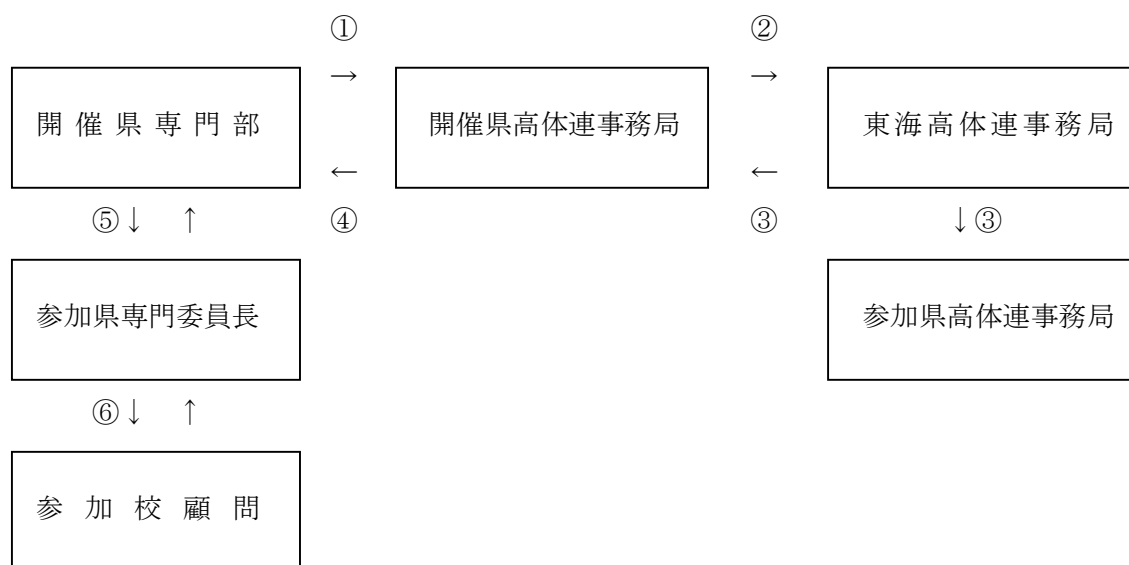 ① ②
→ →
開催県専門部 開催県高体連事務局 東海高体連事務局
← ←
⑤↓ ↑ ④ ③ ↓③
参加県専門委員長 参加県高体連事務局
⑥↓ ↑
参加校顧問